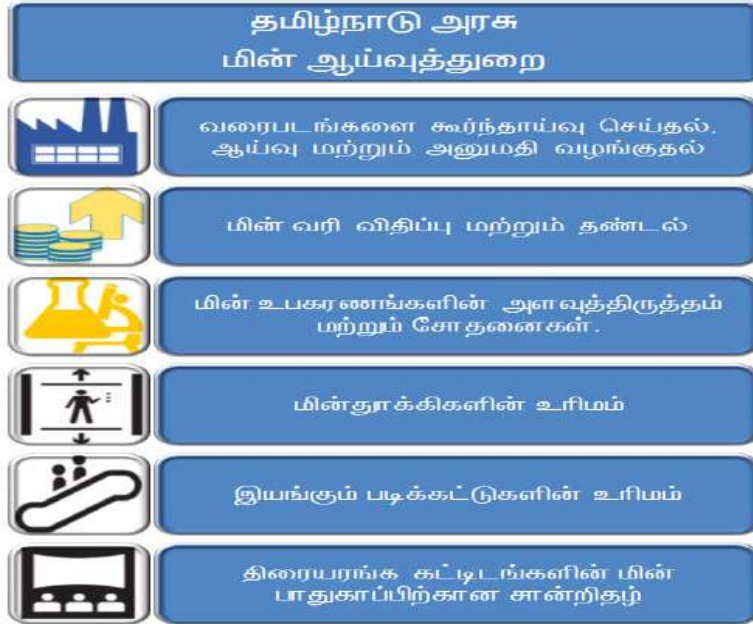 தமிழ்நாடு அரசு
மின் ஆய்வுத்துறை
வரைபடங்களை கூர்ந்தாய்வு செய்தல்.
ஆய்வு மற்றும் அனுமதி வழங்குதல்
மின் வரி விதிப்பு மற்றும் தண்டல்
மின் உபகரணங்களின் அளவுத்திருத்தம்
மற்றும் சோதனைகள்.
மின்தூக்கிகளின் உரிமம்
இயங்கும் படிக்கட்டுகளின் உரிமம்
திரையரங்க கட்டிடங்களின் மின்
பாதுகாப்பிற்கான சான்றிதழ்